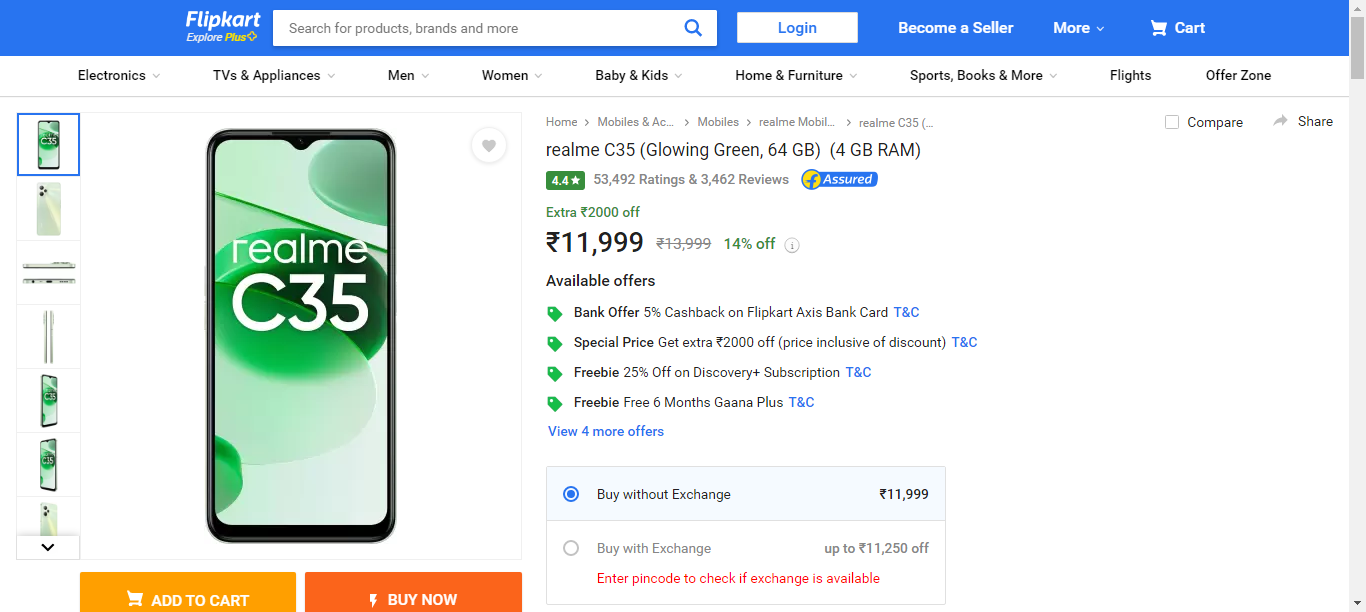 Flipkart
Explore Plus
Search for products, brands and more
Login
Become a Seller
More
Cart
Electronics
TVs & Appliances
Men
Women
Baby & Kids
Home & Furniture
Sports, Books & More
Flights
Offer Zone
Home
Mobiles & Ac...
Mobiles
realme Mobil...
realme C35 (...
Compare
Share
realme C35 (Glowing Green, 64 GB) (4 GB RAM)
4.4★ 53,492 Ratings & 3,462 Reviews Assured
Extra ₹2000 off
₹11,999 ₹13,999 14% off i
Available offers
Bank Offer 5% Cashback on Flipkart Axis Bank Card T&C
Special Price Get extra ₹2000 off (price inclusive of discount) T&C
Freebie 25% Off on Discovery+ Subscription T&C
Freebie Free 6 Months Gaana Plus T&C
View 4 more offers
Buy without Exchange ₹11,999
Buy with Exchange up to ₹11,250 off
Enter pincode to check if exchange is available
realme
C35
C35
C35
C35
ADD TO CART
BUY NOW